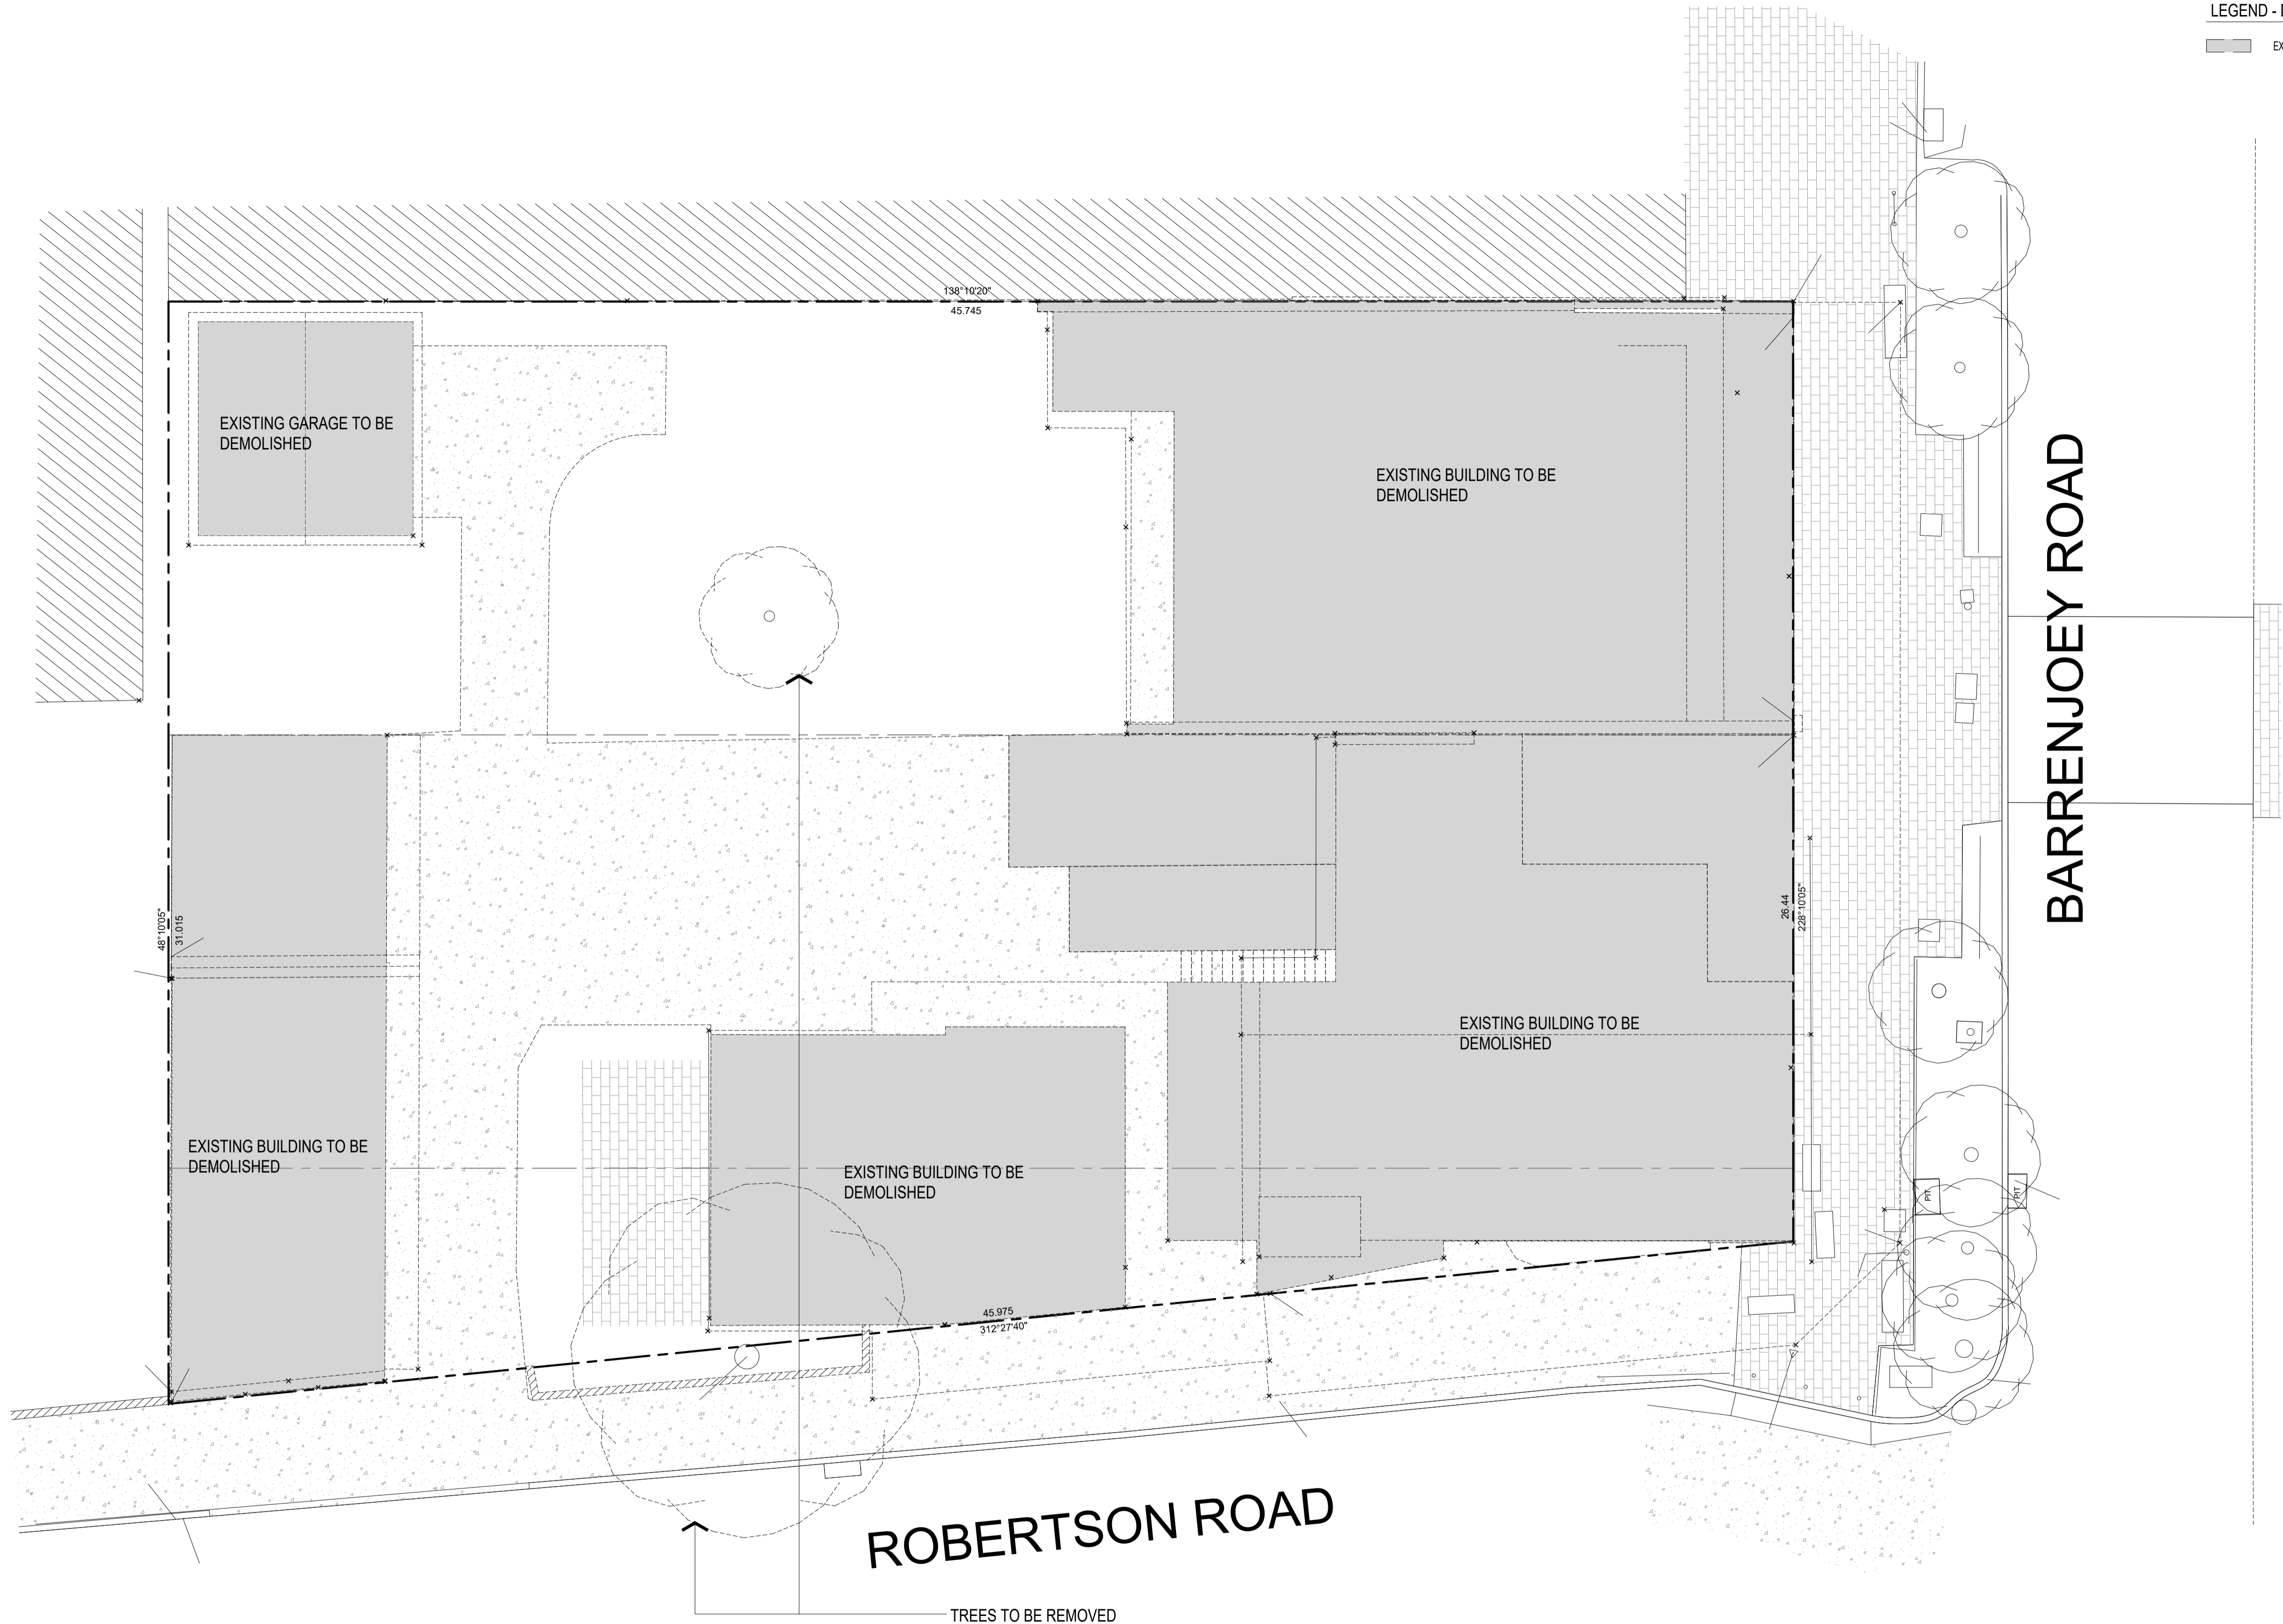 LEGEND -
138°10'20"
45.745
EXISTING GARAGE TO BE
DEMOLISHED
EXISTING BUILDING TO BE
DEMOLISHED
BARRENJOEY ROAD
48°10'05"
31.015
26.44
228°10'05"
EXISTING BUILDING TO BE
DEMOLISHED
EXISTING BUILDING TO BE
DEMOLISHED
EXISTING BUILDING TO BE
DEMOLISHED
PIT
PIT
45.975
312°27'40"
ROBERTSON ROAD
TREES TO BE REMOVED